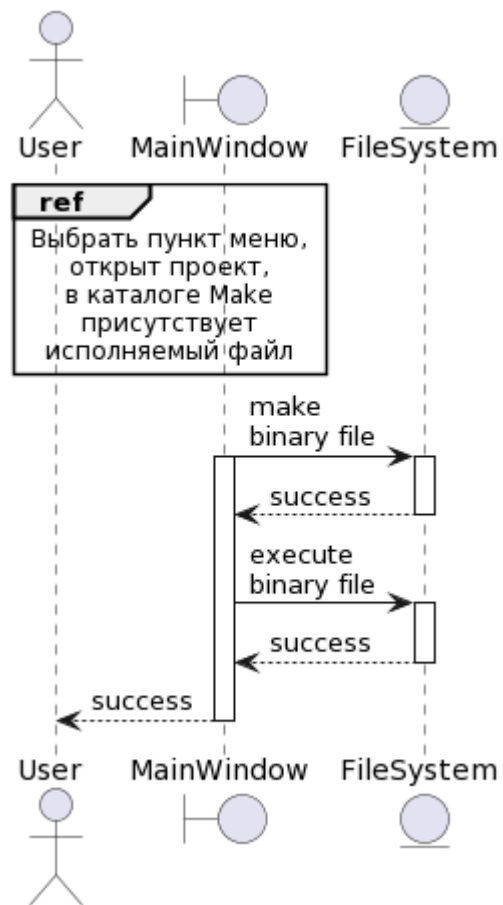 User MainWindow FileSystem
ref
Выбрать пункт меню,
открыт проект,
в каталоге Make
присутствует
исполняемый файл
make
binary file
success
execute
binary file
success
success
User MainWindow FileSystem